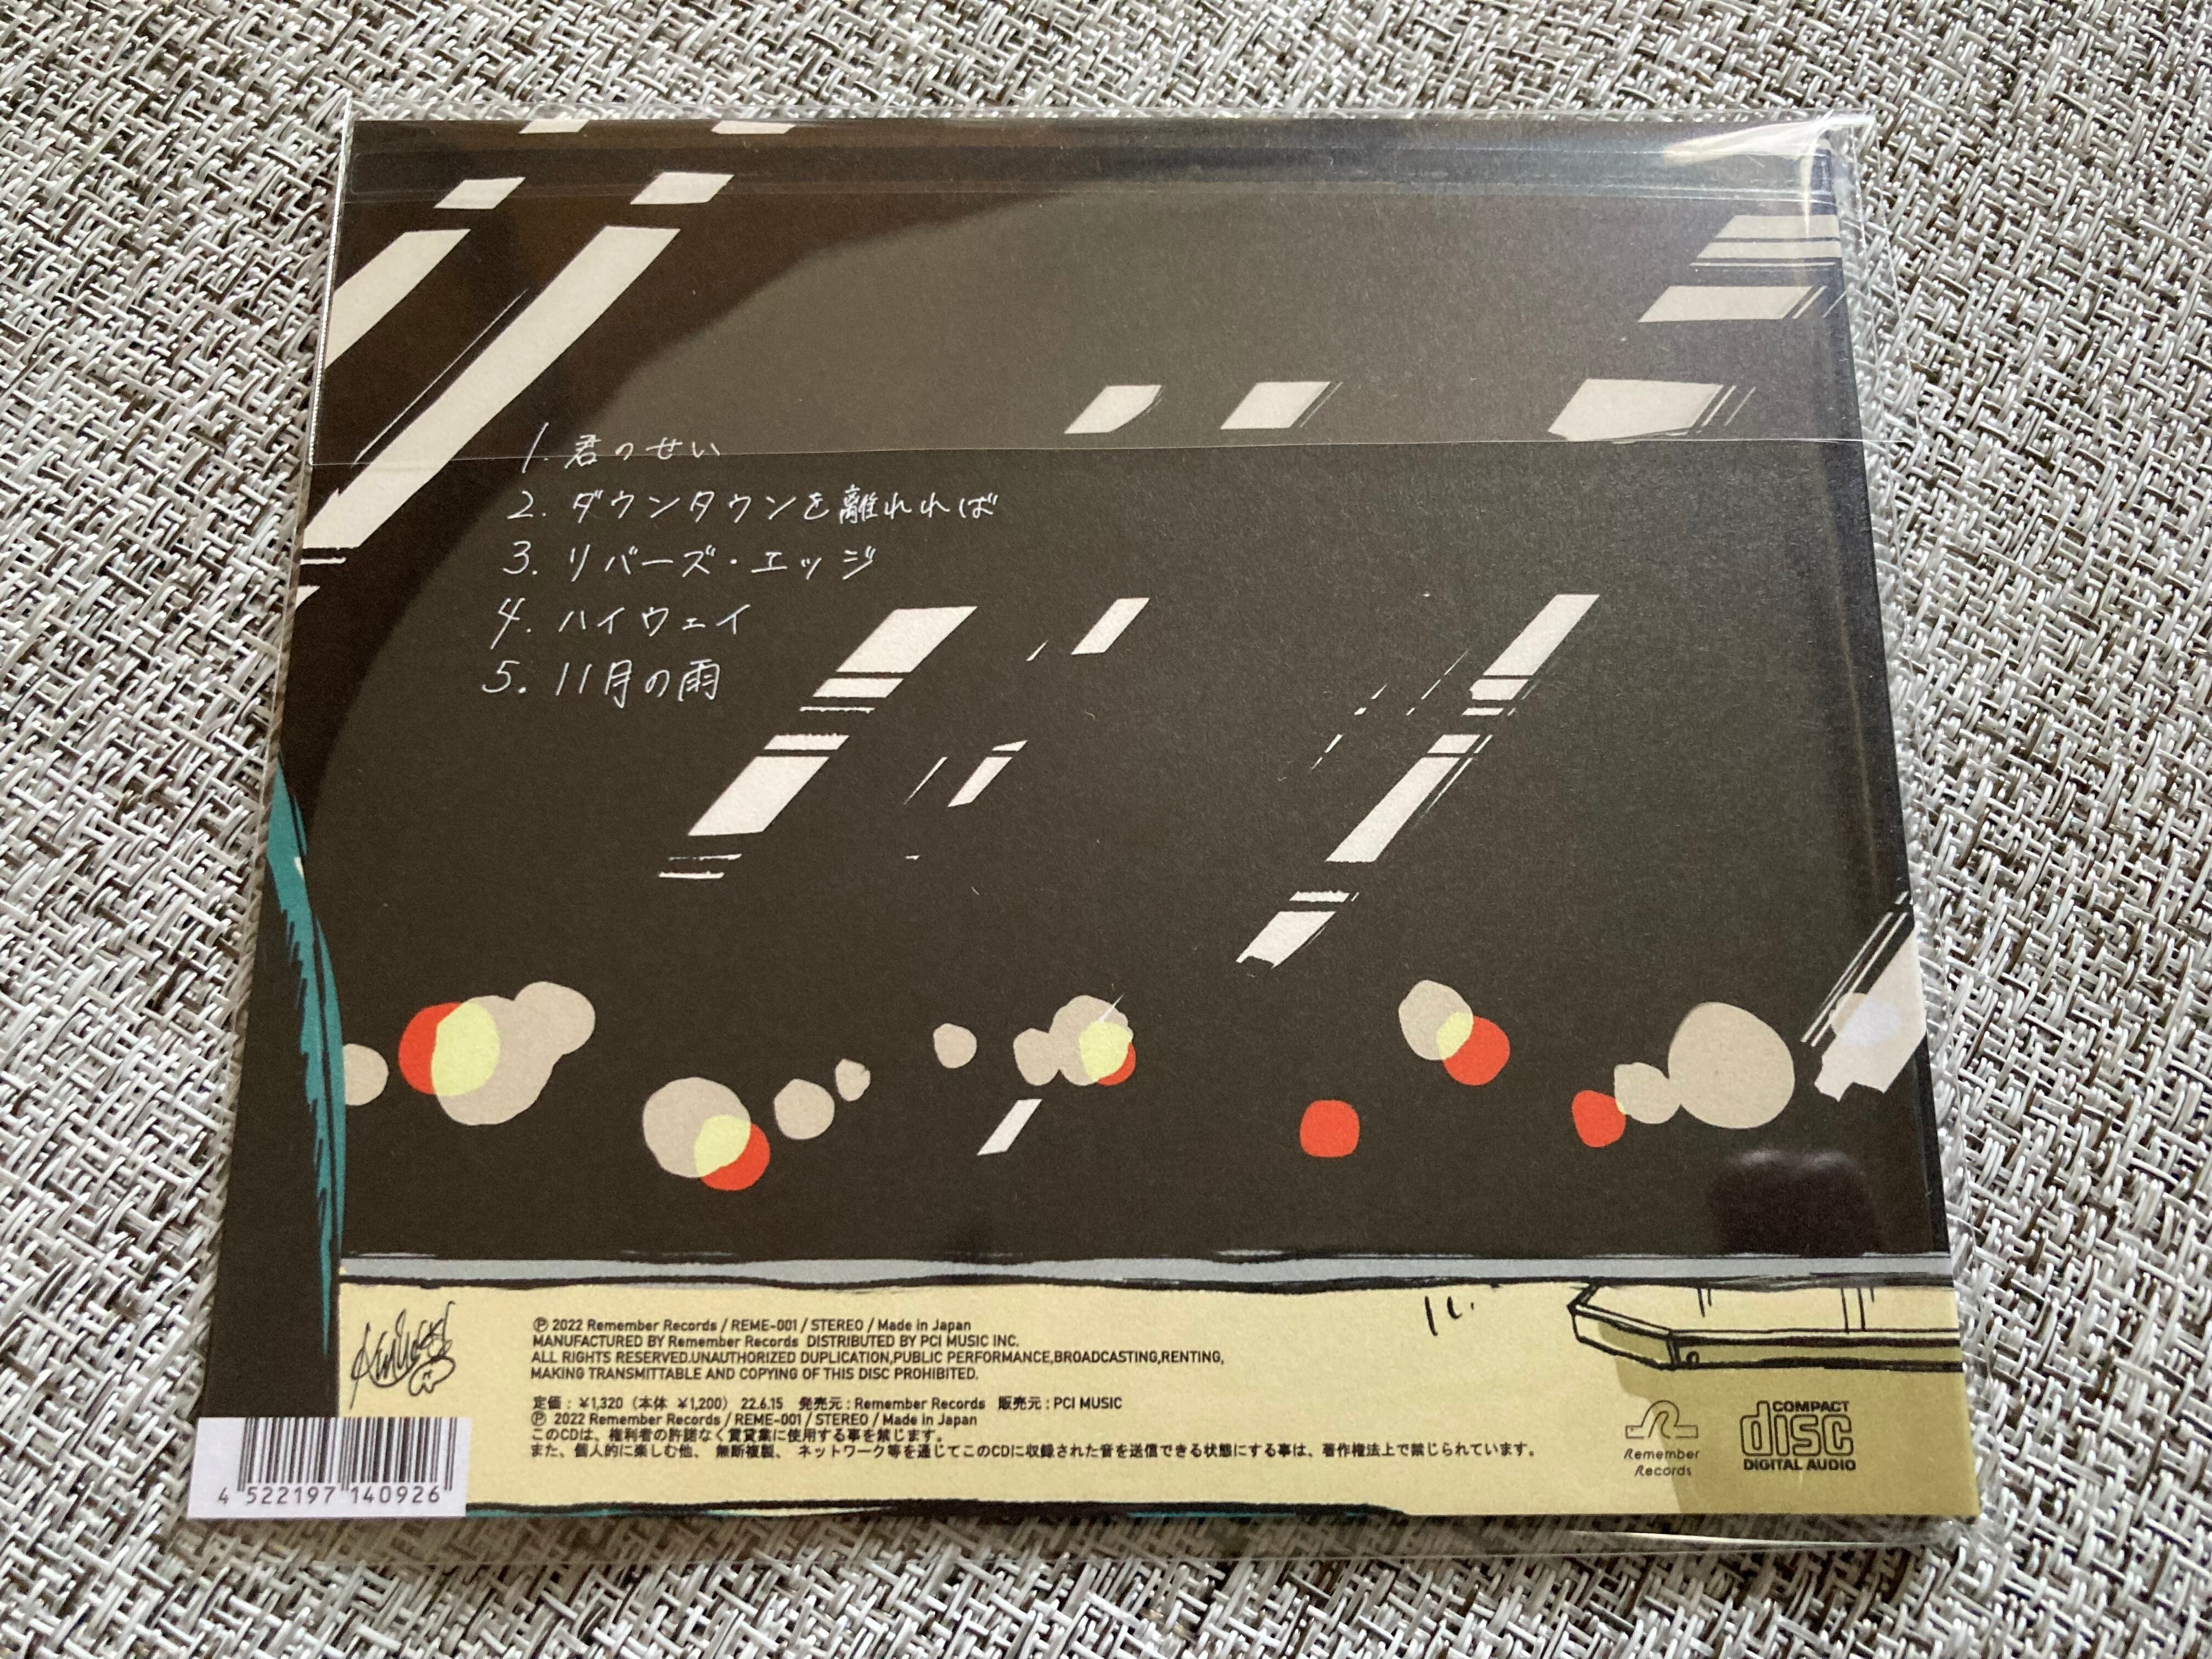 1. 君のせい
2. ダウンタウンを離れれば
3. リバーズ・エッジ
4. ハイウェイ
5. 11月の雨
Ⓟ 2022 Remember Records / REME-001 / STEREO / Made in Japan
MANUFACTURED BY Remember Records DISTRIBUTED BY PCI MUSIC INC.
ALL RIGHTS RESERVED.UNAUTHORIZED DUPLICATION,PUBLIC PERFORMANCE,BROADCASTING,RENTING,
MAKING TRANSMITTABLE AND COPYING OF THIS DISC PROHIBITED.
定価：￥1,320（本体 ￥1,200） 22.6.15 発売元：Remember Records 販売元：PCI MUSIC
Ⓟ 2022 Remember Records / REME-001 / STEREO / Made in Japan
このCDは、権利者の許諾なく賃貸業に使用する事を禁じます。
また、個人的に楽しむ他、無断複製、ネットワーク等を通じてこのCDに収録された音を送信できる状態にする事は、著作権法上で禁じられています。
Remember
Records
COMPACT
disc
DIGITAL AUDIO
4 522197 140926